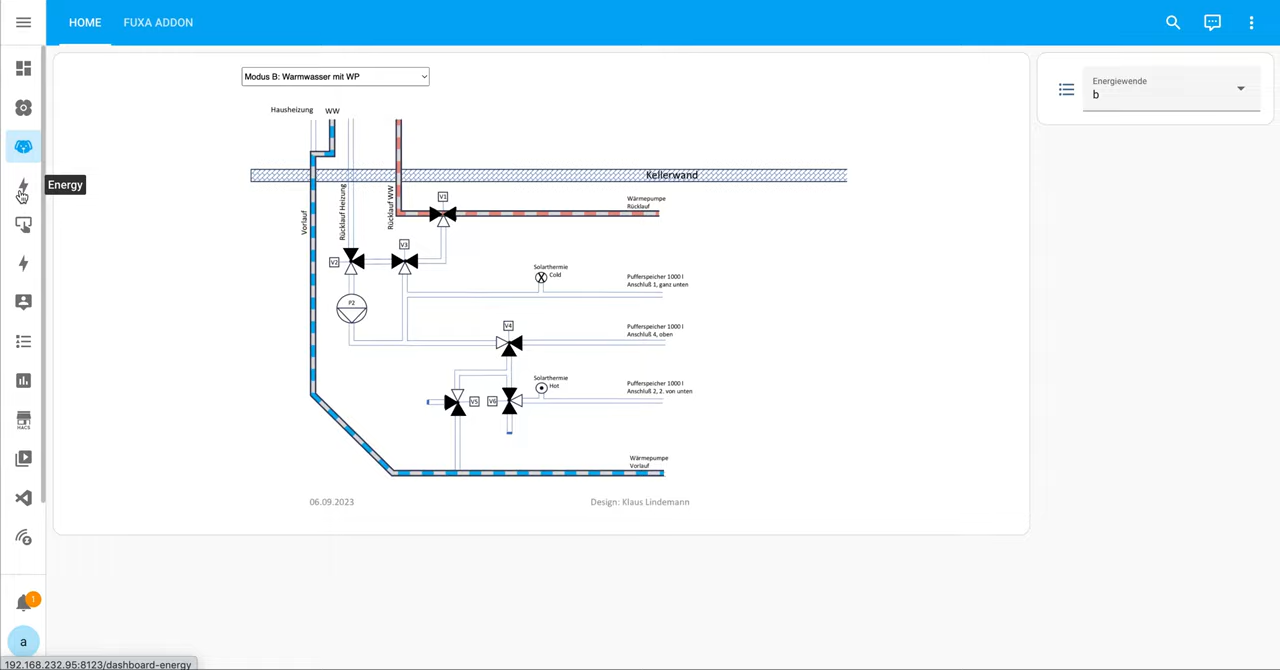 HOME
FUXA ADDON
Modus B: Warmwasser mit WP
Energiewende
b
Hausheizung
WW
Kellerwand
Energy
Vorlauf
Rücklauf Heizung
Rücklauf WW
V1
Wärmepumpe
Rücklauf
V3
V2
Solarthermie
Cold
Pufferspeicher 1000 l
Anschluß 1, ganz unten
P2
V4
Pufferspeicher 1000 l
Anschluß 4, oben
Solarthermie
Hot
Pufferspeicher 1000 l
Anschluß 2, 2. von unten
V5
V6
HACS
Wärmepumpe
Vorlauf
06.09.2023
Design: Klaus Lindemann
1
a
192.168.232.95:8123/dashboard-energy